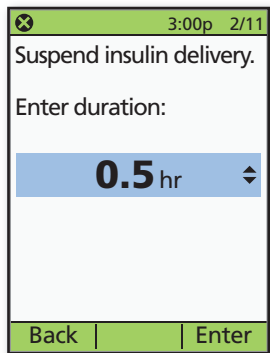 3:00p 2/11
Suspend insulin delivery.
Enter duration:
0.5 hr
Back Enter